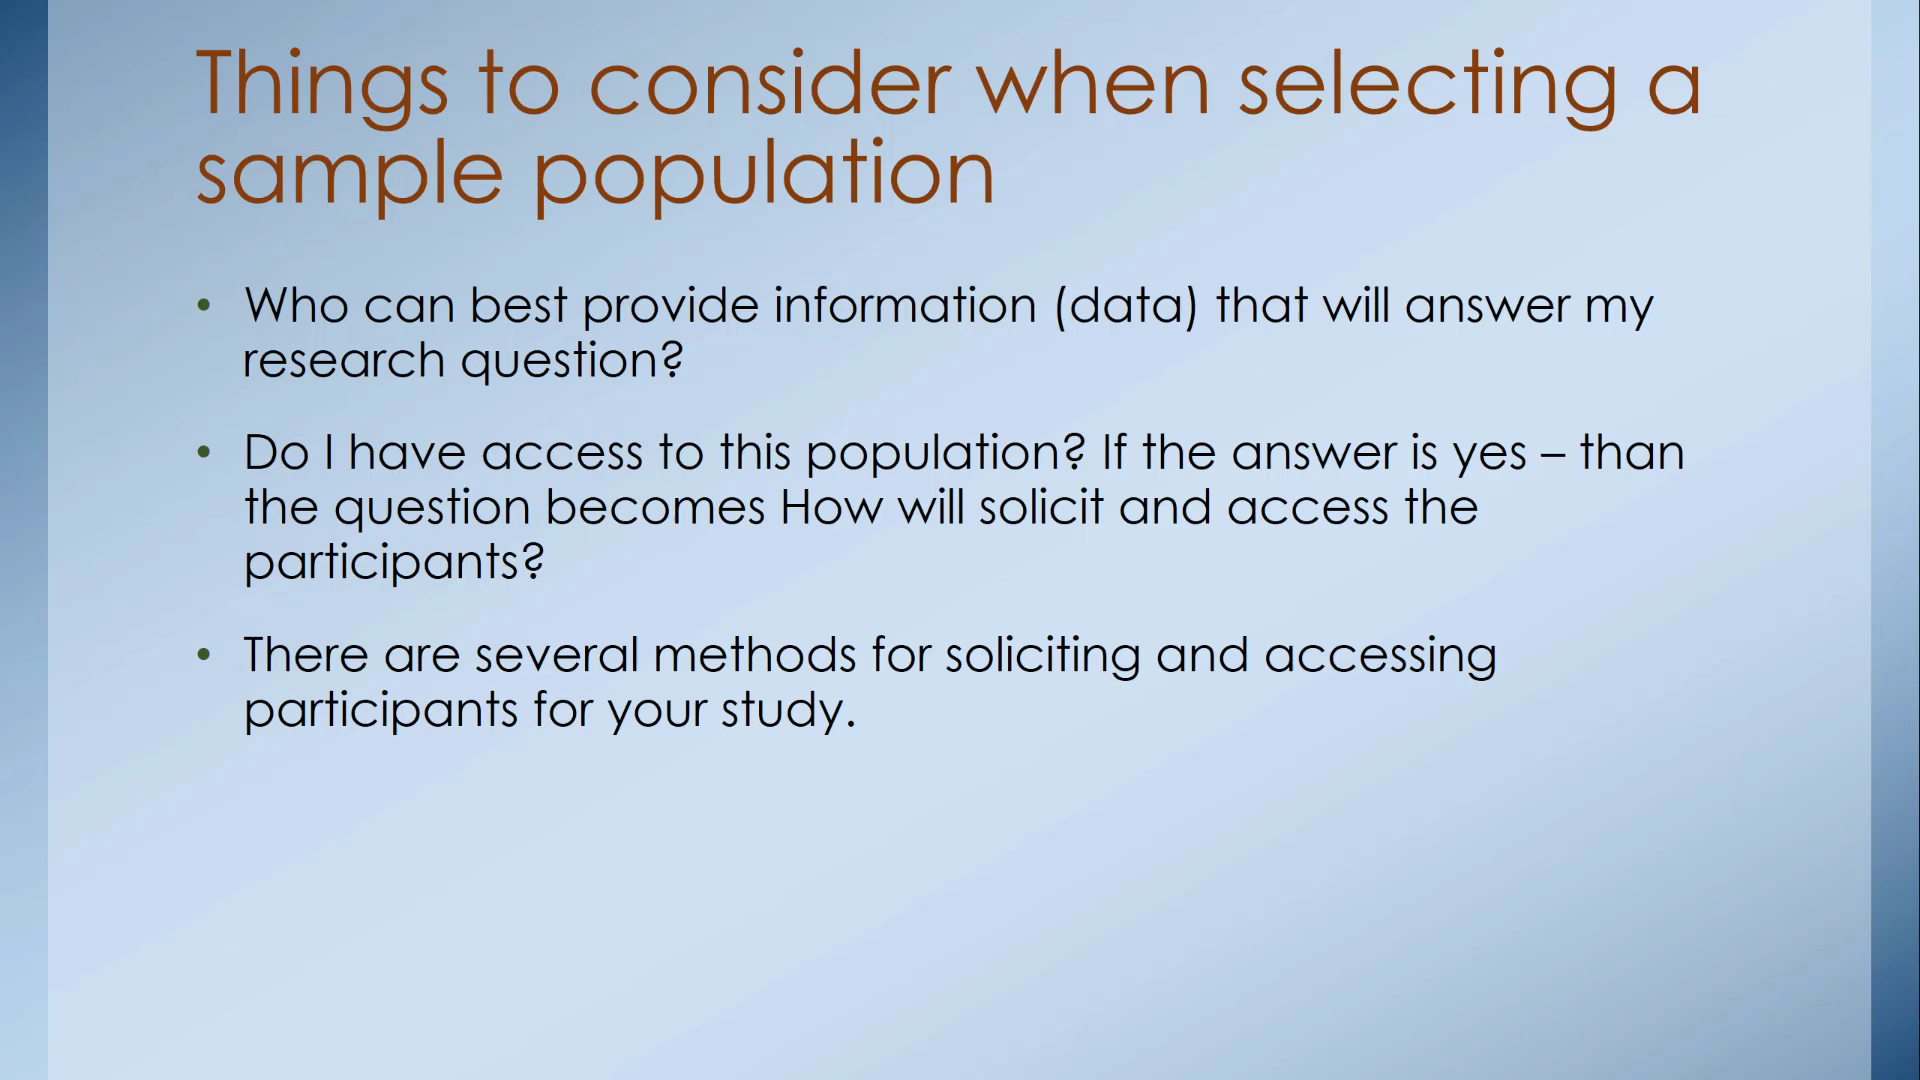 Things to consider when selecting a
sample population
• Who can best provide information (data) that will answer my
research question?
• Do I have access to this population? If the answer is yes – than
the question becomes How will solicit and access the
participants?
• There are several methods for soliciting and accessing
participants for your study.